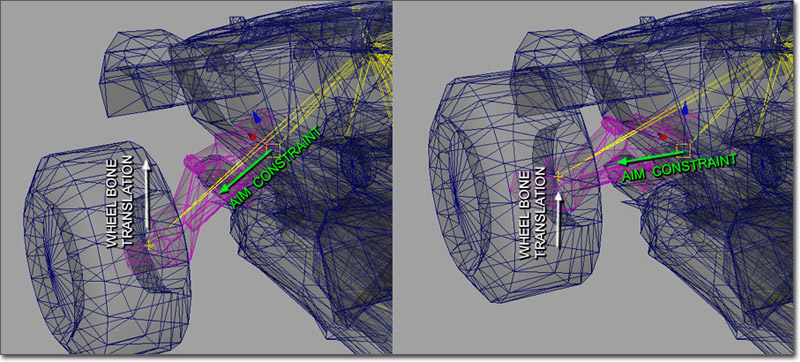 WHEEL BONE
TRANSLATION
AIM CONSTRAINT
WHEEL BONE
TRANSLATION
AIM CONSTRAINT